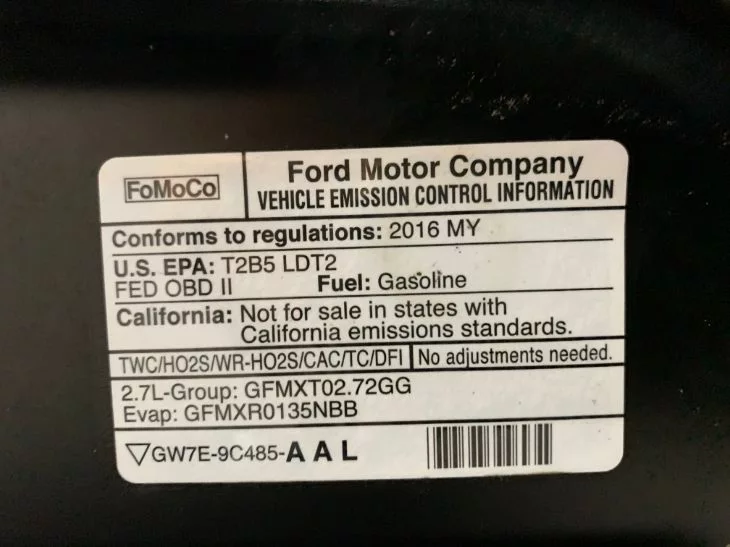 FoMoCo
Ford Motor Company
VEHICLE EMISSION CONTROL INFORMATION
Conforms to regulations: 2016 MY
U.S. EPA: T2B5 LDT2
FED OBD II Fuel: Gasoline
California: Not for sale in states with
California emissions standards.
TWC/HO2S/WR-HO2S/CAC/TC/DFI No adjustments needed.
2.7L-Group: GFMXT02.72GG
Evap: GFMXR0135NBB
▽GW7E-9C485-A A L